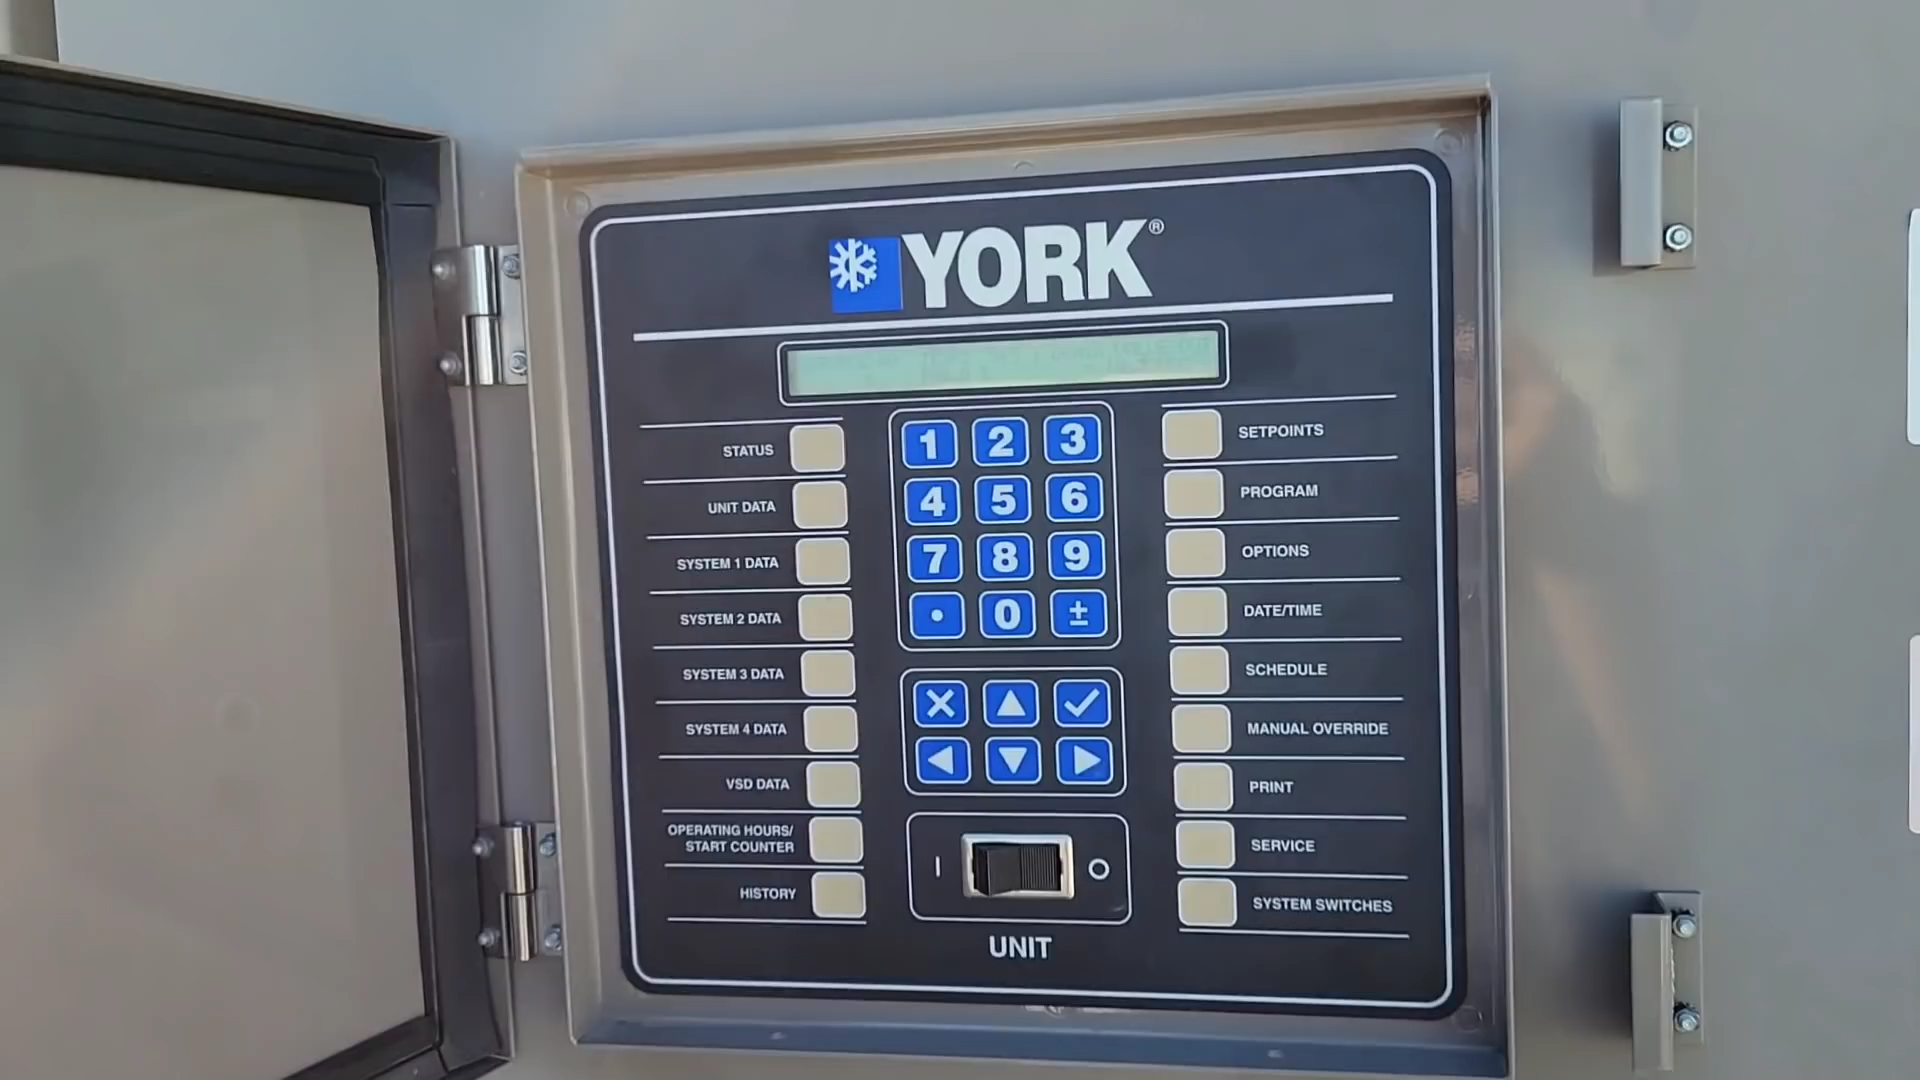 YORK®
STATUS
UNIT DATA
SYSTEM 1 DATA
SYSTEM 2 DATA
SYSTEM 3 DATA
SYSTEM 4 DATA
VSD DATA
OPERATING HOURS/
START COUNTER
HISTORY
1 2 3
4 5 6
7 8 9
• 0 ±
I O
UNIT
SETPOINTS
PROGRAM
OPTIONS
DATE/TIME
SCHEDULE
MANUAL OVERRIDE
PRINT
SERVICE
SYSTEM SWITCHES